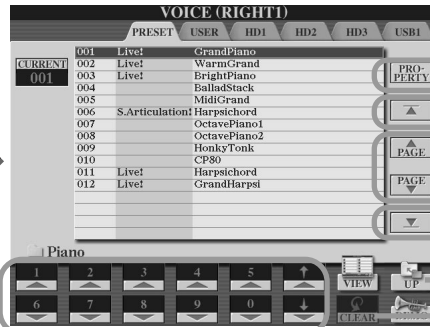 VOICE (RIGHT1)
PRESET USER HD1 HD2 HD3 USB1
CURRENT
001
001 Live! GrandPiano
002 Live! WarmGrand
003 Live! BrightPiano
004 BalladStack
005 MidiGrand
006 S.Articulation! Harpsichord
007 OctavePiano1
008 OctavePiano2
009 HonkyTonk
010 CP80
011 Live! Harpsichord
012 Live! GrandHarpsi
PRO-
PERTY
PAGE
PAGE
Piano
1 2 3 4 5
6 7 8 9 0
VIEW
UP
CLEAR